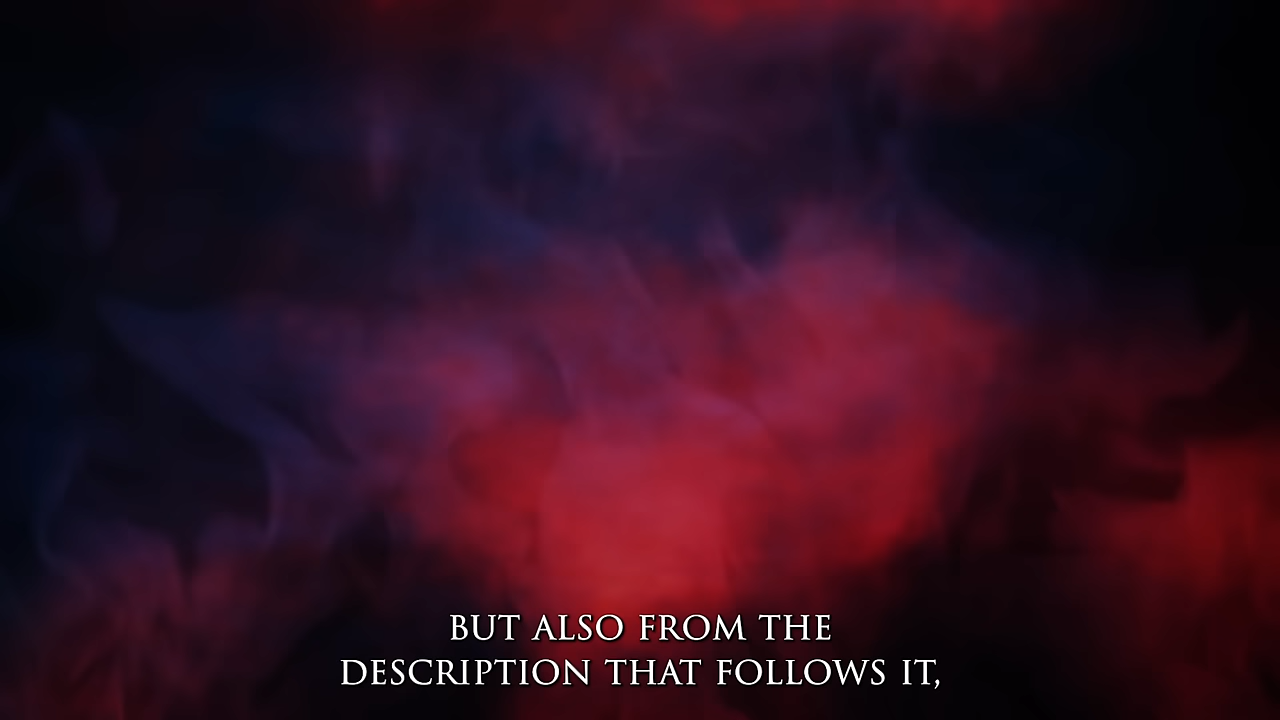 BUT ALSO FROM THE
DESCRIPTION THAT FOLLOWS IT,